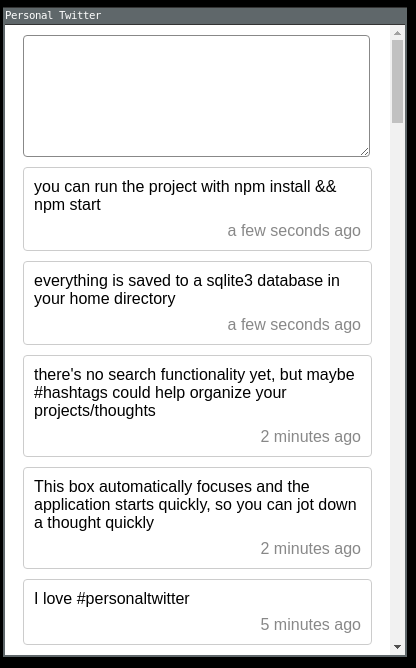 Personal Twitter
you can run the project with npm install &&
npm start
a few seconds ago
everything is saved to a sqlite3 database in
your home directory
a few seconds ago
there's no search functionality yet, but maybe
#hashtags could help organize your
projects/thoughts
2 minutes ago
This box automatically focuses and the
application starts quickly, so you can jot down
a thought quickly
2 minutes ago
I love #personaltwitter
5 minutes ago